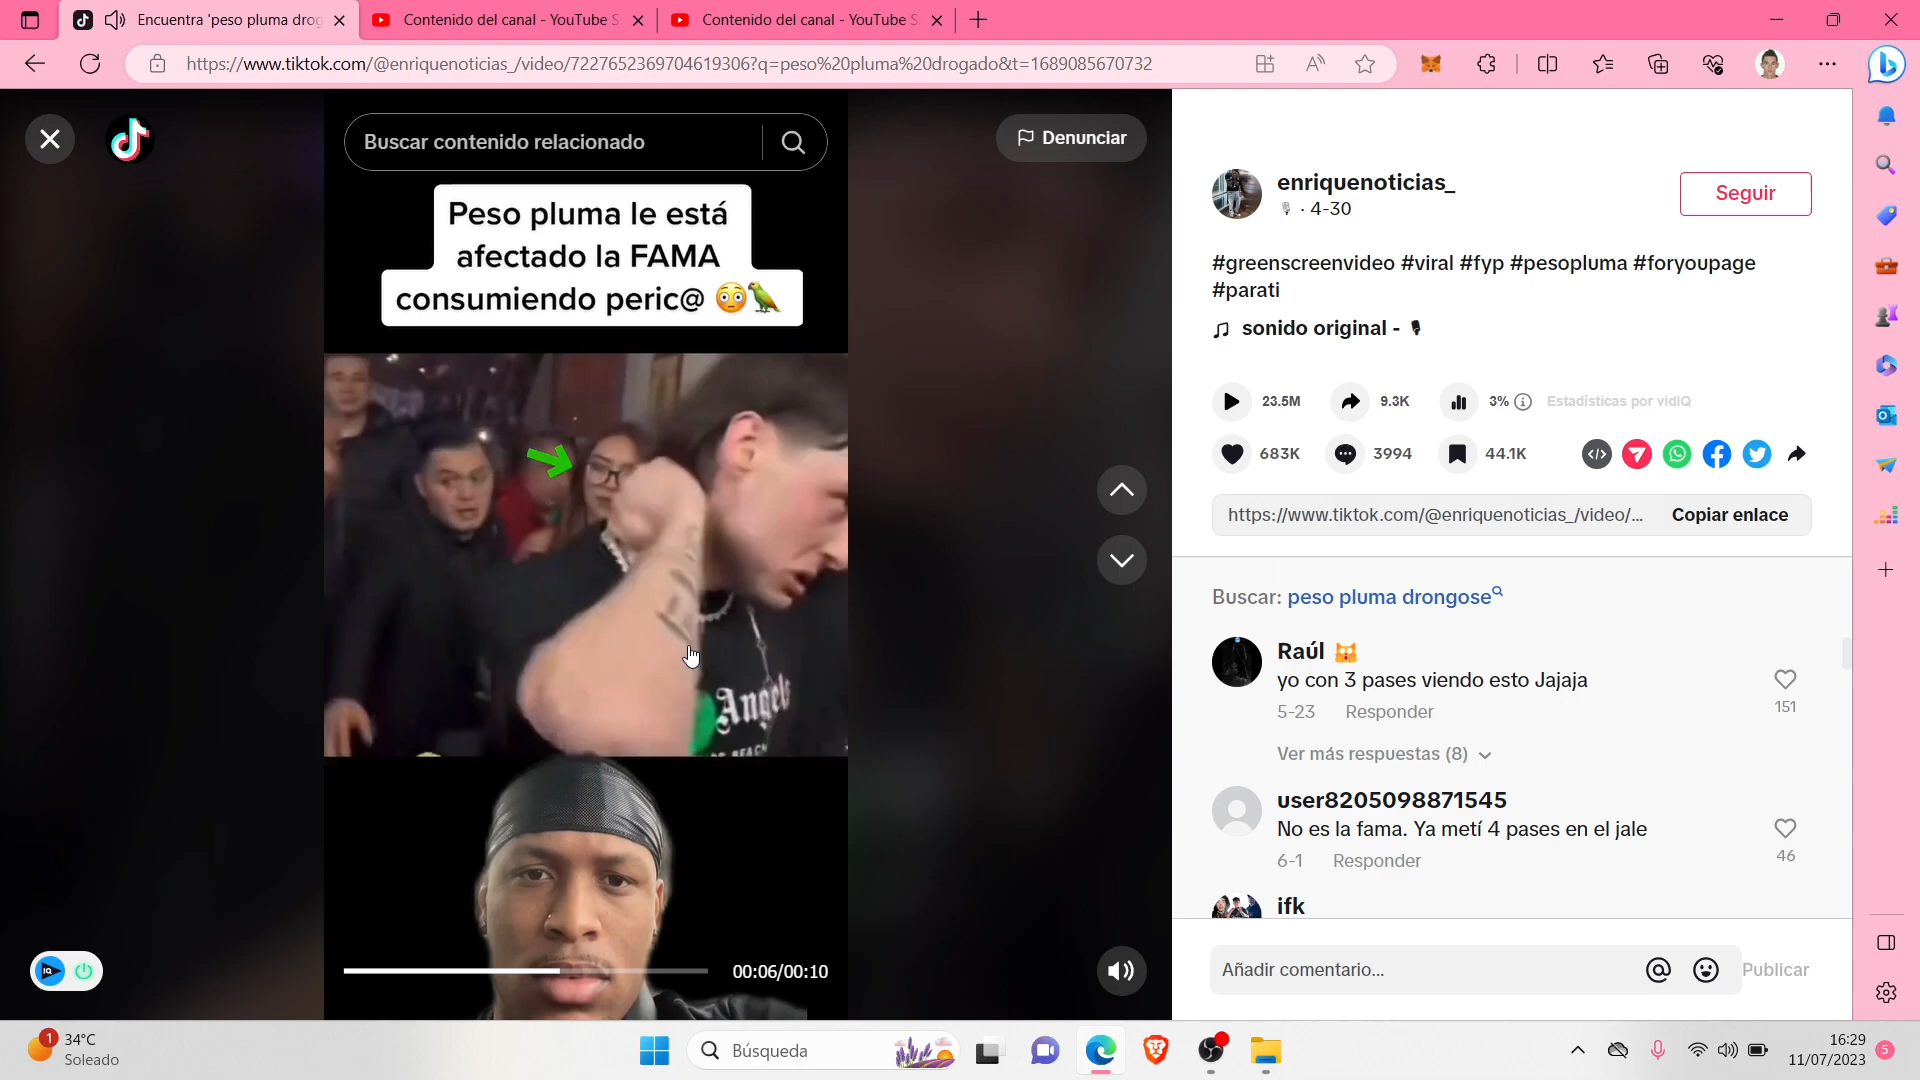 Encuentra 'peso pluma drog
Contenido del canal - YouTube S
Contenido del canal - YouTube S
https://www.tiktok.com/@enriquenoticias_/video/7227652369704619306?q=peso%20pluma%20drogado&t=1689085670732
Buscar contenido relacionado
Denunciar
Peso pluma le está
afectado la FAMA
consumiendo peric@ 😳🦜
Angels
00:06/00:10
enriquenoticias_
🎙 · 4-30
Seguir
#greenscreenvideo #viral #fyp #pesopluma #foryoupage
#parati
sonido original - 🎙
23.5M 9.3K 3% Estadísticas por vidIQ
683K 3994 44.1K
https://www.tiktok.com/@enriquenoticias_/video/... Copiar enlace
Buscar: peso pluma drongose
Raúl 🙀
yo con 3 pases viendo esto Jajaja
151
5-23 Responder
Ver más respuestas (8)
user8205098871545
No es la fama. Ya metí 4 pases en el jale
46
6-1 Responder
ifk
Añadir comentario...
Publicar
IQ
1
34°C
Soleado
Búsqueda
16:29
11/07/2023
5